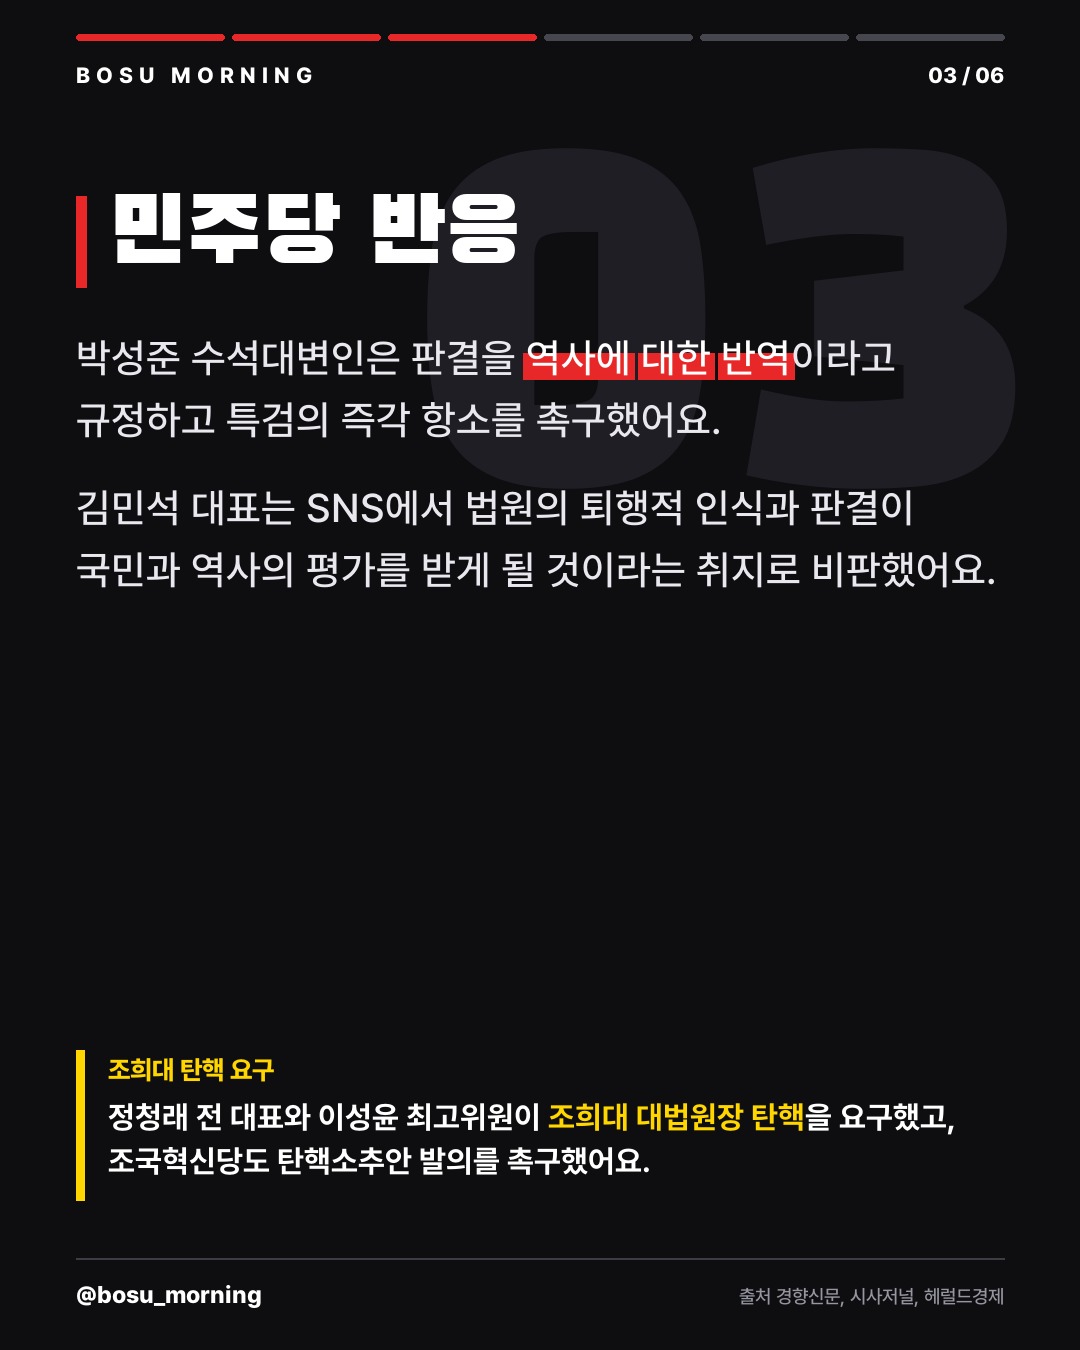 BOSU MORNING
03 / 06
03
민주당 반응
박성준 수석대변인은 판결을 역사에 대한 반역이라고
규정하고 특검의 즉각 항소를 촉구했어요.
김민석 대표는 SNS에서 법원의 퇴행적 인식과 판결이
국민과 역사의 평가를 받게 될 것이라는 취지로 비판했어요.
조희대 탄핵 요구
정청래 전 대표와 이성윤 최고위원이 조희대 대법원장 탄핵을 요구했고,
조국혁신당도 탄핵소추안 발의를 촉구했어요.
@bosu_morning
출처 경향신문, 시사저널, 헤럴드경제